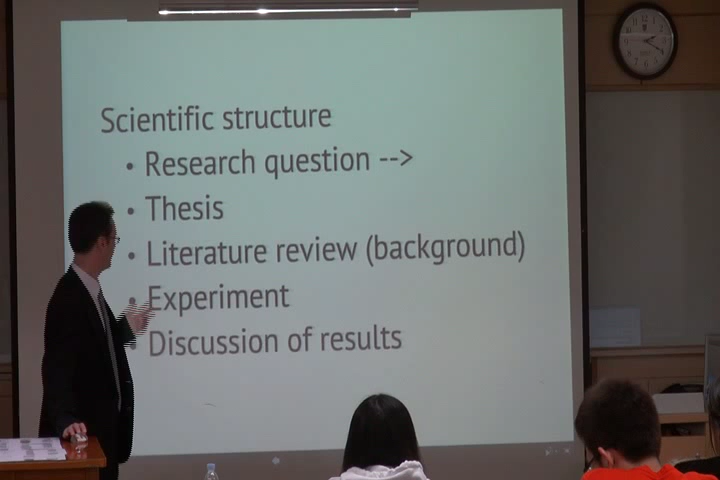 Scientific structure
• Research question -->
• Thesis
• Literature review (background)
• Experiment
Discussion of results